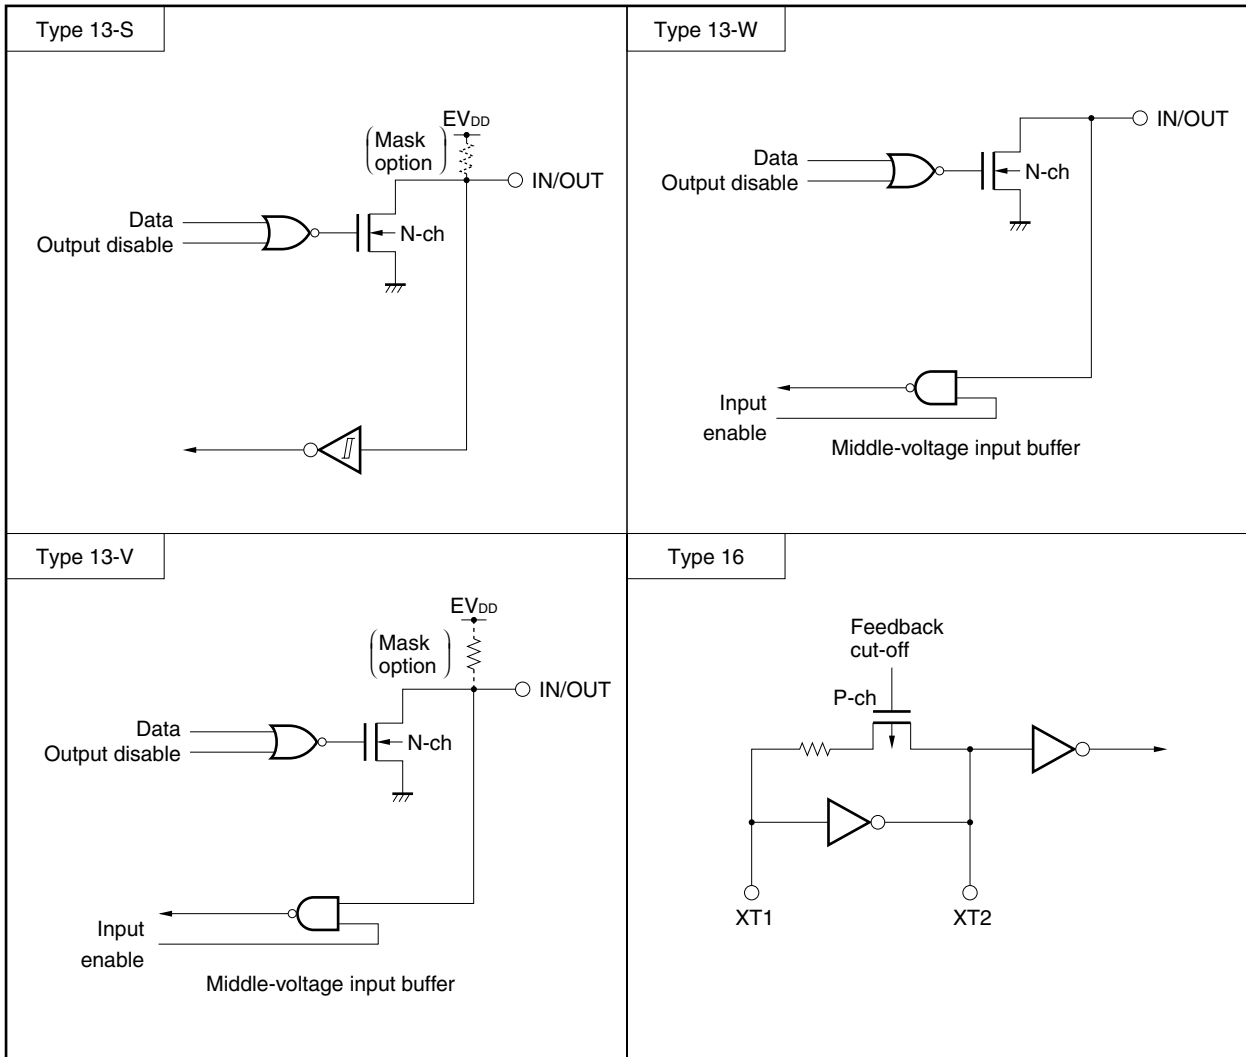 Type 13-S
EVDD
(Mask
option)
IN/OUT
Data
Output disable
N-ch
Type 13-W
IN/OUT
Data
Output disable
N-ch
Input
enable
Middle-voltage input buffer
Type 13-V
EVDD
(Mask
option)
IN/OUT
Data
Output disable
N-ch
Input
enable
Middle-voltage input buffer
Type 16
Feedback
cut-off
P-ch
XT1
XT2